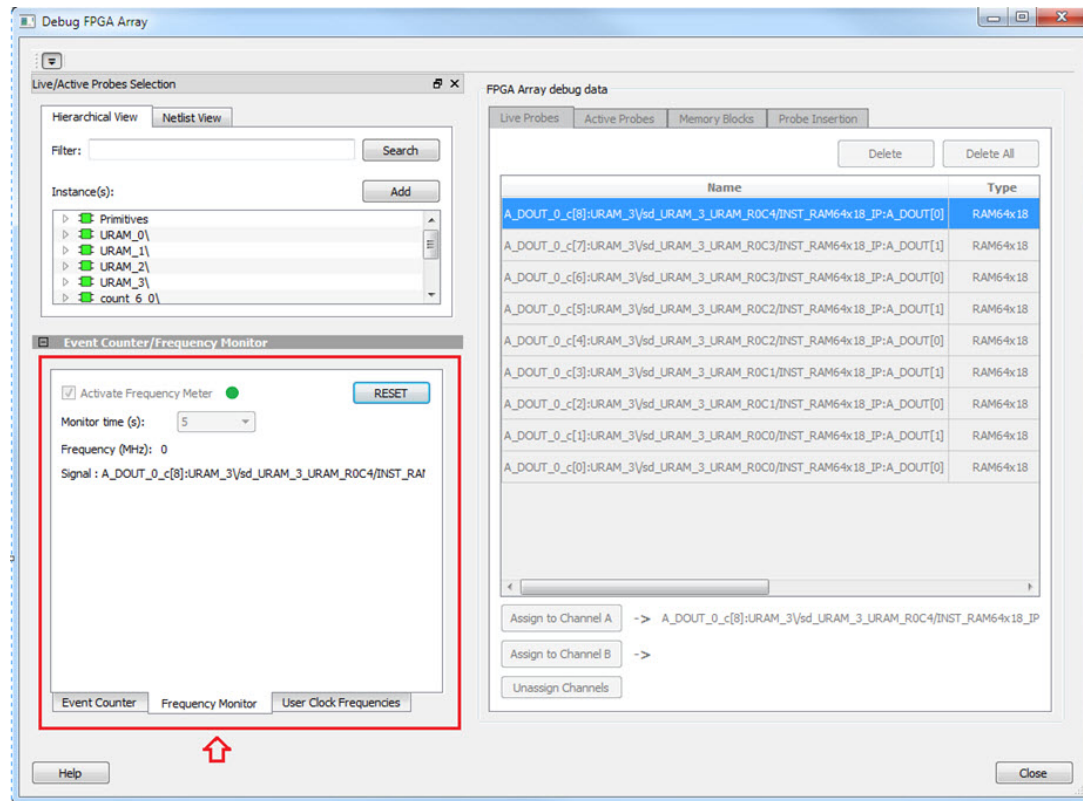 Debug FPGA Array
Live/Active Probes Selection
Hierarchical View
Netlist View
Filter:
Search
Instance(s):
Add
Primitives
URAM_0\
URAM_1\
URAM_2\
URAM_3\
count_6_0\
Event Counter/Frequency Monitor
Activate Frequency Meter
RESET
Monitor time (s):
5
Frequency (MHz): 0
Signal : A_DOUT_0_c[8]:URAM_3\/sd_URAM_3_URAM_R0C4/INST_RAM
Event Counter
Frequency Monitor
User Clock Frequencies
Help
FPGA Array debug data
Live Probes
Active Probes
Memory Blocks
Probe Insertion
Delete
Delete All
Name Type
A_DOUT_0_c[8]:URAM_3\/sd_URAM_3_URAM_R0C4/INST_RAM64x18_IP:A_DOUT[0] RAM64x18
A_DOUT_0_c[7]:URAM_3\/sd_URAM_3_URAM_R0C3/INST_RAM64x18_IP:A_DOUT[1] RAM64x18
A_DOUT_0_c[6]:URAM_3\/sd_URAM_3_URAM_R0C3/INST_RAM64x18_IP:A_DOUT[0] RAM64x18
A_DOUT_0_c[5]:URAM_3\/sd_URAM_3_URAM_R0C2/INST_RAM64x18_IP:A_DOUT[1] RAM64x18
A_DOUT_0_c[4]:URAM_3\/sd_URAM_3_URAM_R0C2/INST_RAM64x18_IP:A_DOUT[0] RAM64x18
A_DOUT_0_c[3]:URAM_3\/sd_URAM_3_URAM_R0C1/INST_RAM64x18_IP:A_DOUT[1] RAM64x18
A_DOUT_0_c[2]:URAM_3\/sd_URAM_3_URAM_R0C1/INST_RAM64x18_IP:A_DOUT[0] RAM64x18
A_DOUT_0_c[1]:URAM_3\/sd_URAM_3_URAM_R0C0/INST_RAM64x18_IP:A_DOUT[1] RAM64x18
A_DOUT_0_c[0]:URAM_3\/sd_URAM_3_URAM_R0C0/INST_RAM64x18_IP:A_DOUT[0] RAM64x18
Assign to Channel A -> A_DOUT_0_c[8]:URAM_3\/sd_URAM_3_URAM_R0C4/INST_RAM64x18_IP
Assign to Channel B ->
Unassign Channels
Close